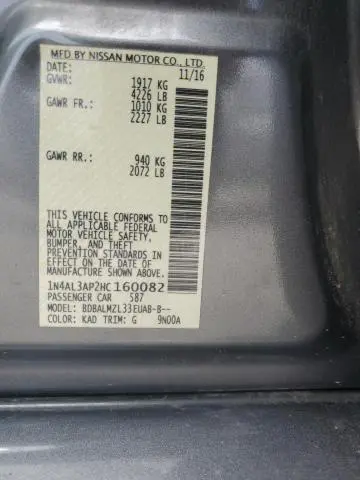 MFD BY NISSAN MOTOR CO., LTD.
DATE: 11/16
GVWR: 1917 KG
4226 LB
GAWR FR.: 1010 KG
2227 LB
GAWR RR.: 940 KG
2072 LB
THIS VEHICLE CONFORMS TO
ALL APPLICABLE FEDERAL
MOTOR VEHICLE SAFETY,
BUMPER, AND THEFT
PREVENTION STANDARDS
IN EFFECT ON THE DATE OF
MANUFACTURE SHOWN ABOVE.
1N4AL3AP2HC160082
PASSENGER CAR 587
MODEL: BDBALMZL33EUAB-B--
COLOR: KAD TRIM: G 9N00A